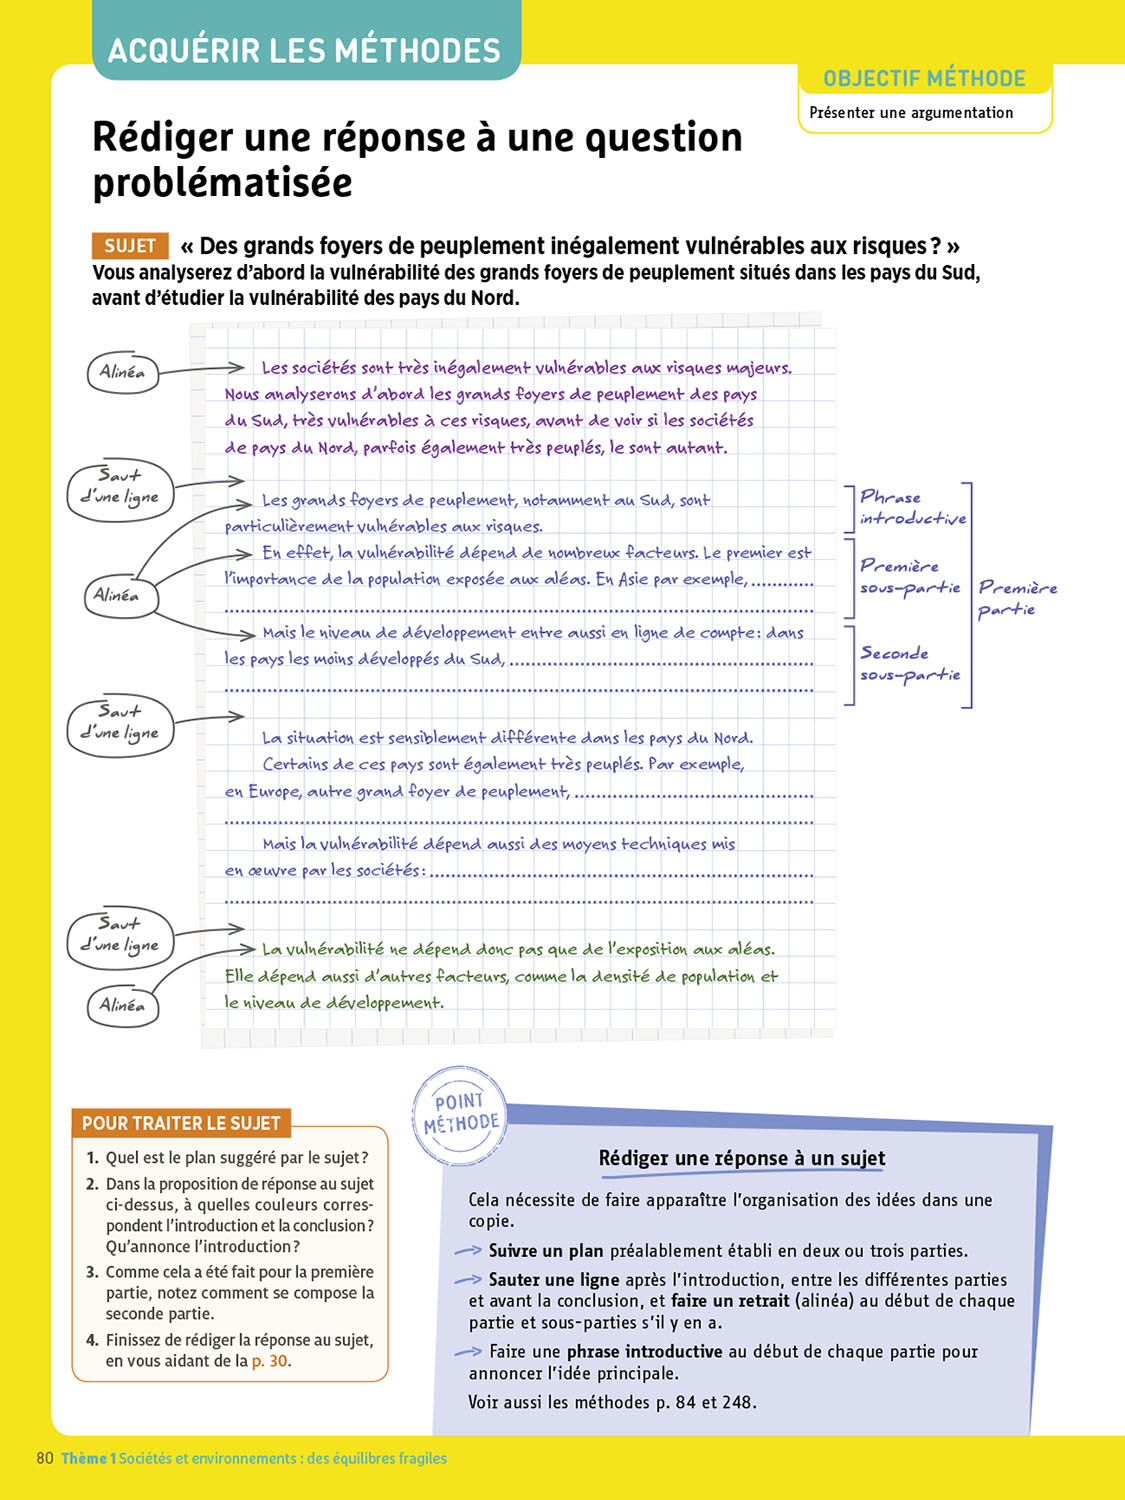 ACQUÉRIR LES MÉTHODES
OBJECTIF MÉTHODE
Présenter une argumentation
Rédiger une réponse à une question
problématisée
SUJET « Des grands foyers de peuplement inégalement vulnérables aux risques ? »
Vous analyserez d'abord la vulnérabilité des grands foyers de peuplement situés dans les pays du Sud,
avant d'étudier la vulnérabilité des pays du Nord.
Alinéa
Les sociétés sont très inégalement vulnérables aux risques majeurs.
Nous analyserons d'abord les grands foyers de peuplement des pays
du Sud, très vulnérables à ces risques, avant de voir si les sociétés
de pays du Nord, parfois également très peuplés, le sont autant.
Saut
d'une ligne
Les grands foyers de peuplement, notamment au Sud, sont
particulièrement vulnérables aux risques.
Phrase
introductive
Alinéa
En effet, la vulnérabilité dépend de nombreux facteurs. Le premier est
l'importance de la population exposée aux aléas. En Asie par exemple, ............
Première
sous-partie
Première
partie
Mais le niveau de développement entre aussi en ligne de compte : dans
les pays les moins développés du Sud, ............
Seconde
sous-partie
Saut
d'une ligne
La situation est sensiblement différente dans les pays du Nord.
Certains de ces pays sont également très peuplés. Par exemple,
en Europe, autre grand foyer de peuplement, ............
Mais la vulnérabilité dépend aussi des moyens techniques mis
en œuvre par les sociétés : ............
Saut
d'une ligne
Alinéa
La vulnérabilité ne dépend donc pas que de l'exposition aux aléas.
Elle dépend aussi d'autres facteurs, comme la densité de population et
le niveau de développement.
POUR TRAITER LE SUJET
1. Quel est le plan suggéré par le sujet ?
2. Dans la proposition de réponse au sujet
ci-dessus, à quelles couleurs corres-
pondent l'introduction et la conclusion ?
Qu'annonce l'introduction ?
3. Comme cela a été fait pour la première
partie, notez comment se compose la
seconde partie.
4. Finissez de rédiger la réponse au sujet,
en vous aidant de la p. 30.
POINT
MÉTHODE
Rédiger une réponse à un sujet
Cela nécessite de faire apparaître l'organisation des idées dans une
copie.
Suivre un plan préalablement établi en deux ou trois parties.
Sauter une ligne après l'introduction, entre les différentes parties
et avant la conclusion, et faire un retrait (alinéa) au début de chaque
partie et sous-parties s'il y en a.
Faire une phrase introductive au début de chaque partie pour
annoncer l'idée principale.
Voir aussi les méthodes p. 84 et 248.
80 Thème 1 Sociétés et environnements : des équilibres fragiles